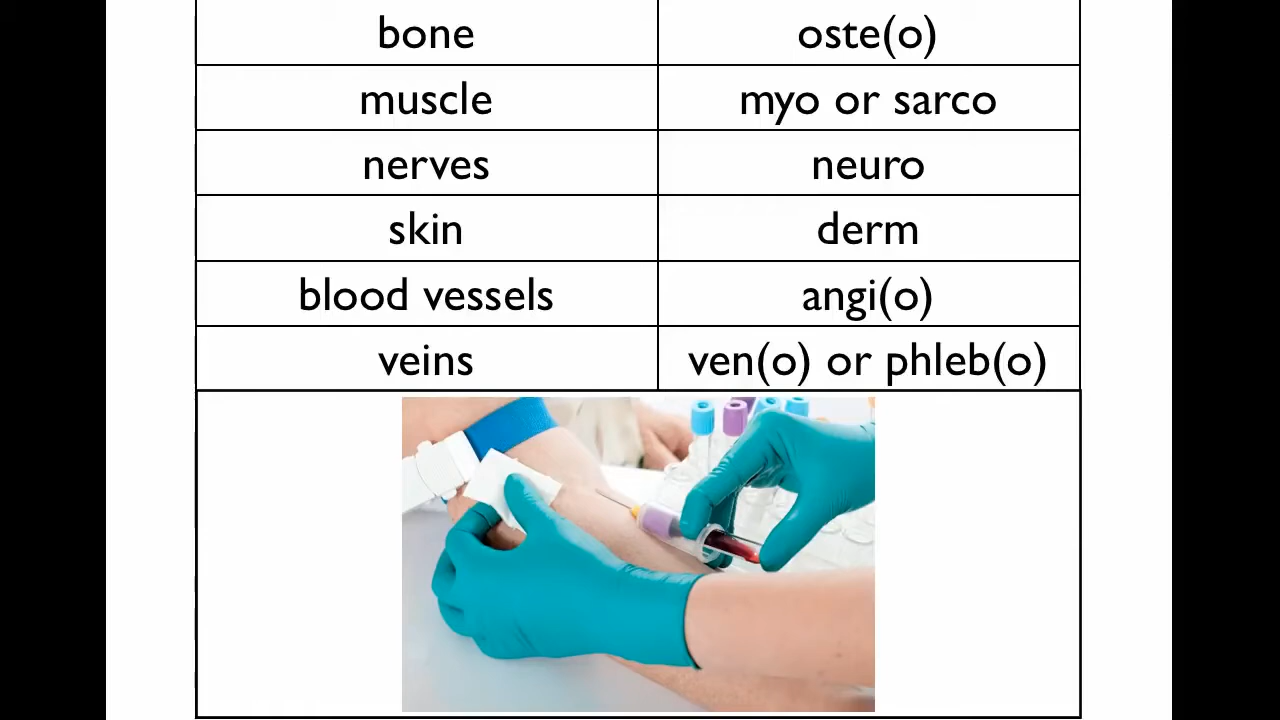 bone oste(o)
muscle myo or sarco
nerves neuro
skin derm
blood vessels angi(o)
veins ven(o) or phleb(o)